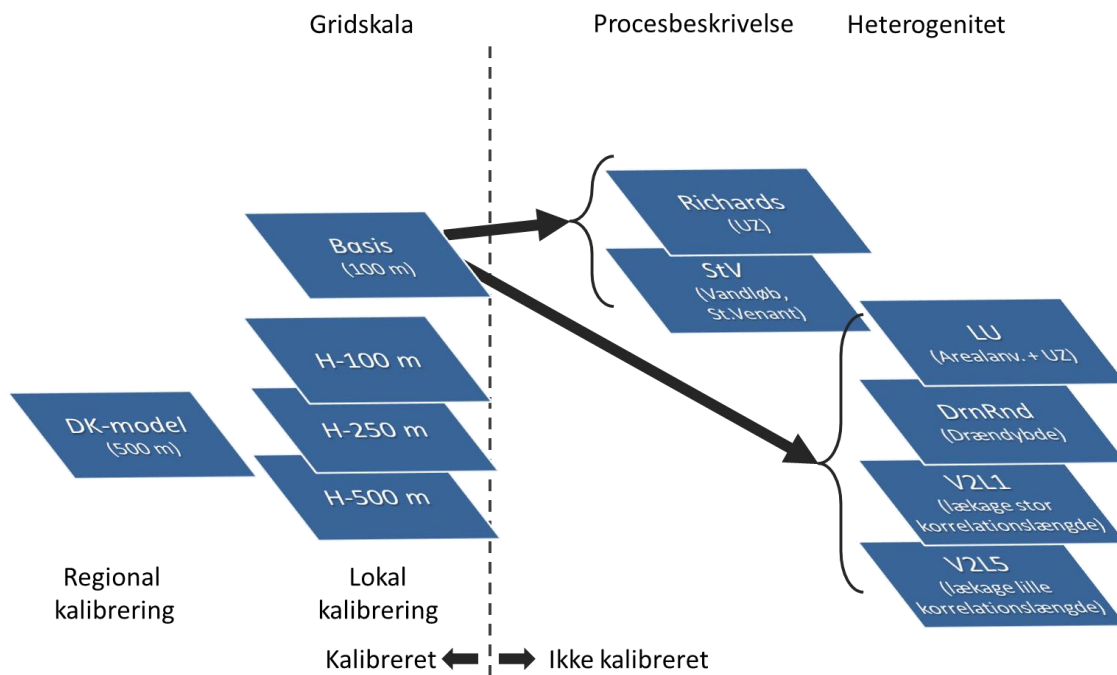 Gridskala
Procesbeskrivelse
Heterogenitet
Richards
(UZ)
Basis
(100 m)
StV
(Vandløb,
St.Venant)
LU
(Arealanv. + UZ)
H-100 m
DK-model
(500 m)
H-250 m
DrnRnd
(Drændybde)
H-500 m
V2L1
(lækage stor
korrelationslængde)
V2L5
(lækage lille
korrelationslængde)
Regional
kalibrering
Lokal
kalibrering
Kalibreret
Ikke kalibreret